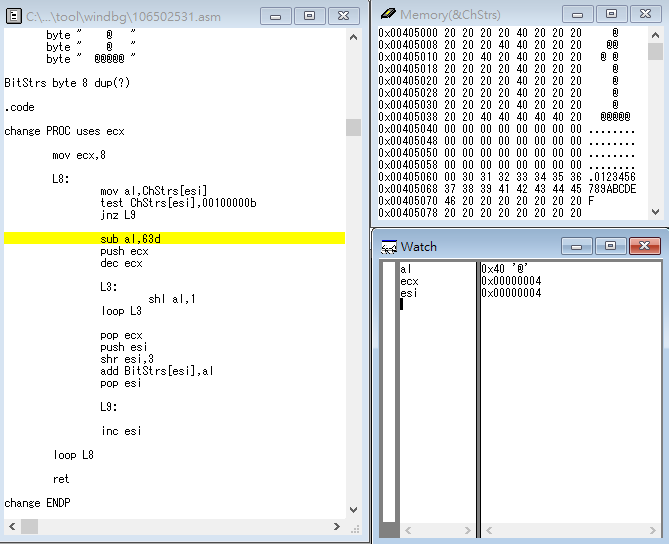 C:\...\tool\windbg\106502531.asm
byte "    @   "
byte "    @   "
byte "  @@@@@ "
BitStrs byte 8 dup(?)
.code
change PROC uses ecx
mov ecx,8
L8:
mov al,ChStrs[esi]
test ChStrs[esi],00100000b
jnz L9
sub al,63d
push ecx
dec ecx
L3:
shl al,1
loop L3
pop ecx
push esi
shr esi,3
add BitStrs[esi],al
pop esi
L9:
inc esi
loop L8
ret
change ENDP
Memory(&ChStrs)
0x00405000 20 20 20 20 40 20 20 20     @
0x00405008 20 20 20 40 40 20 20 20    @@
0x00405010 20 20 40 20 40 20 20 20   @ @
0x00405018 20 20 20 20 40 20 20 20     @
0x00405020 20 20 20 20 40 20 20 20     @
0x00405028 20 20 20 20 40 20 20 20     @
0x00405030 20 20 20 20 40 20 20 20     @
0x00405038 20 20 40 40 40 40 40 20   @@@@@
0x00405040 00 00 00 00 00 00 00 00 ........
0x00405048 00 00 00 00 00 00 00 00 ........
0x00405050 00 00 00 00 00 00 00 00 ........
0x00405058 00 00 00 00 00 00 00 00 ........
0x00405060 00 30 31 32 33 34 35 36 .0123456
0x00405068 37 38 39 41 42 43 44 45 789ABCDE
0x00405070 46 20 20 20 20 20 20 20 F
0x00405078 20 20 20 20 20 20 20 20
Watch
al 0x40 '@'
ecx 0x00000004
esi 0x00000004